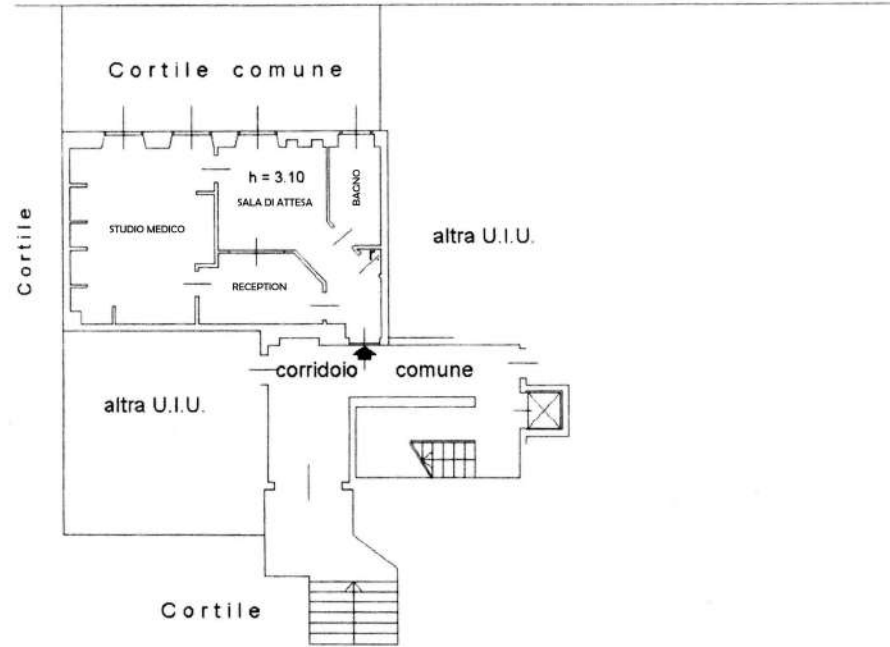 Cortile comune
h = 3.10
SALA DI ATTESA
BAGNO
STUDIO MEDICO
Cortile
altra U.I.U.
RECEPTION
corridoio comune
altra U.I.U.
Cortile